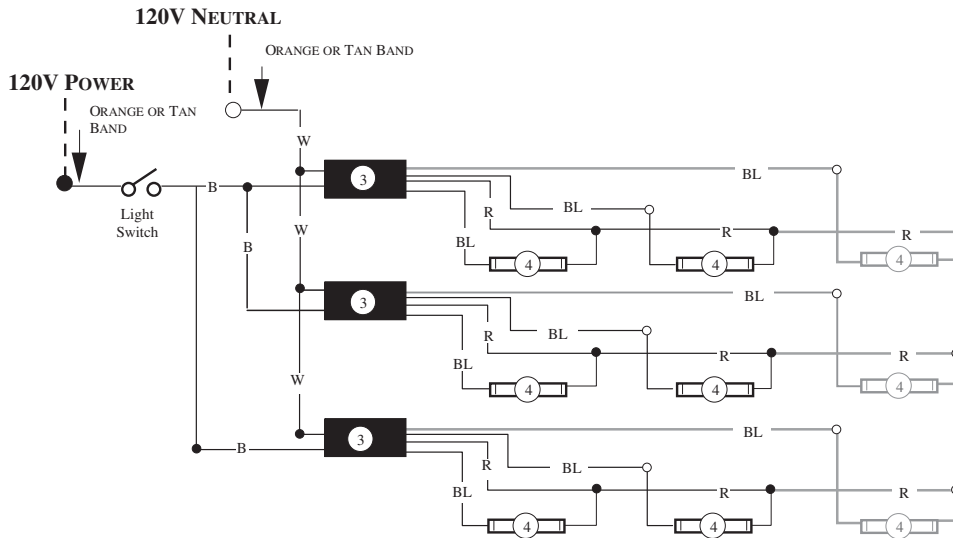 120V NEUTRAL
ORANGE OR TAN BAND
120V POWER
ORANGE OR TAN
BAND
W
BL
3
B
R
BL
R
R
Light
Switch
BL
W
B
4
4
4
BL
3
R
BL
R
R
BL
W
4
4
4
BL
3
B
R
BL
BL
R
R
4
4
4